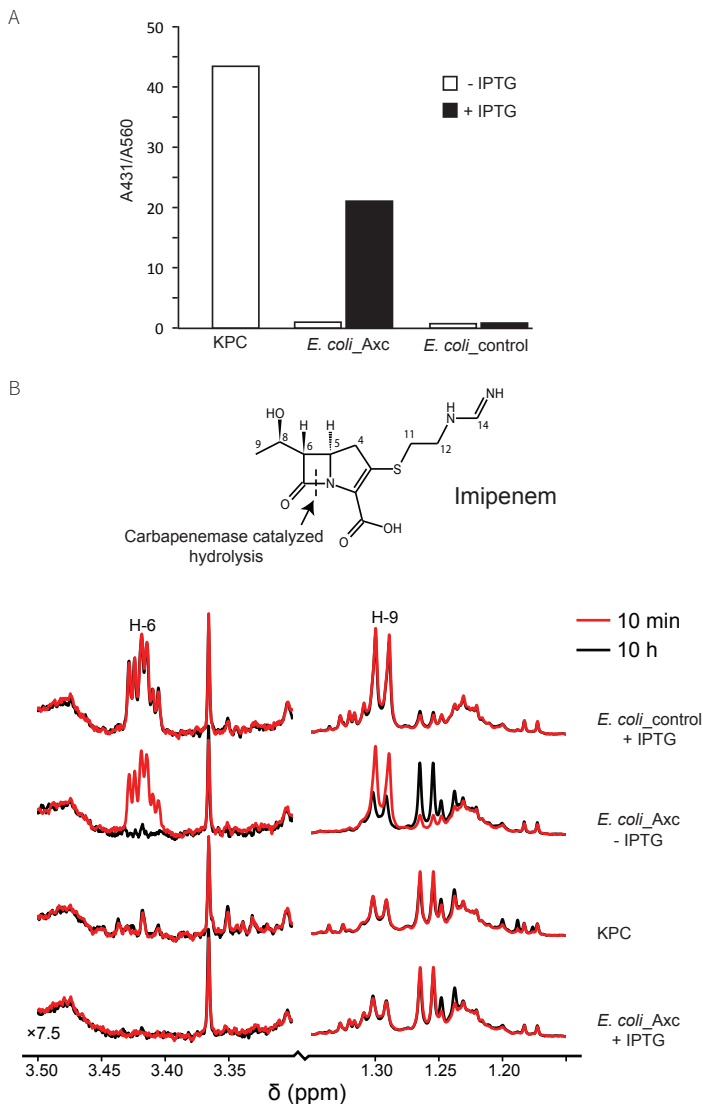 A
50
40
30
20
10
0
A431/A560
- IPTG
+ IPTG
KPC
E. coli_Axc
E. coli_control
B
HO
H
H
9
8
6
5
4
N
O
S
11
12
H
N
14
NH
O
OH
Imipenem
Carbapenemase catalyzed
hydrolysis
H-6
H-9
10 min
10 h
E. coli_control
+ IPTG
E. coli_Axc
- IPTG
KPC
E. coli_Axc
+ IPTG
×7.5
3.50
3.45
3.40
3.35
1.30
1.25
1.20
δ (ppm)